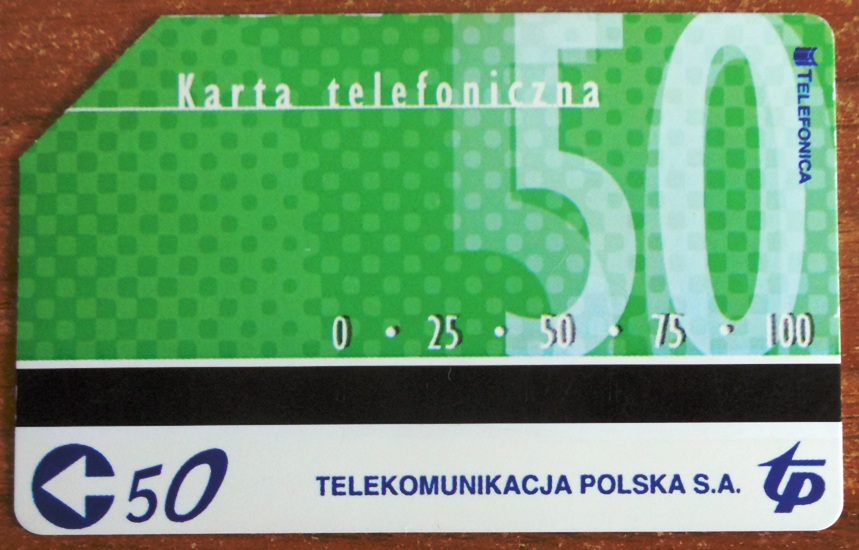 50
Karta telefoniczna
TELEFONICA
0 • 25 • 50 • 75 • 100
50
TELEKOMUNIKACJA POLSKA S.A. tp